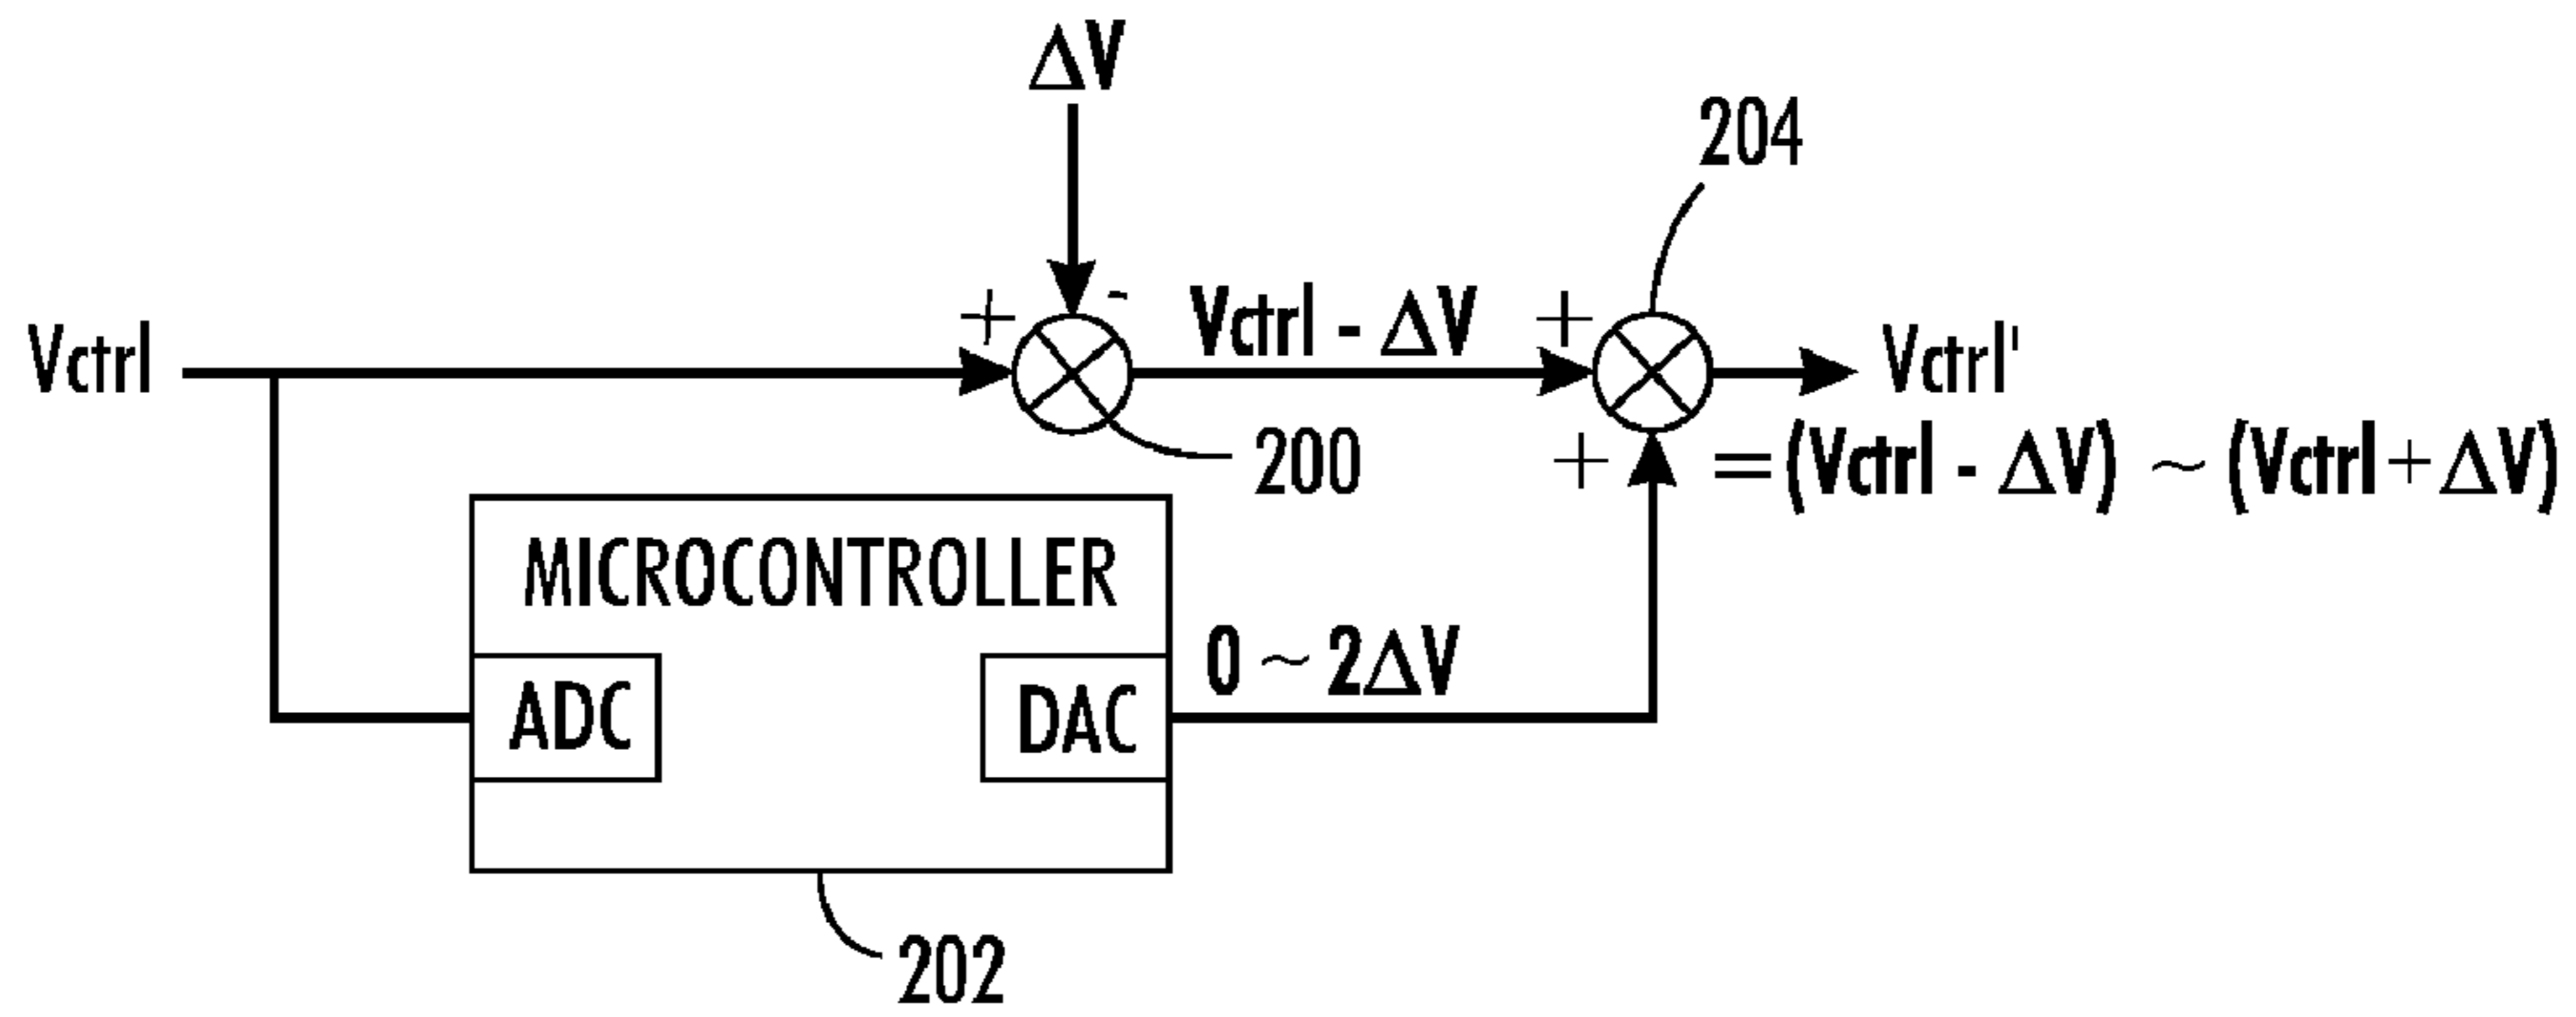 ΔV
204
+ - Vctrl - ΔV +
Vctrl Vctrl'
200 + =(Vctrl - ΔV) ~ (Vctrl+ΔV)
MICROCONTROLLER
0 ~ 2ΔV
ADC DAC
202